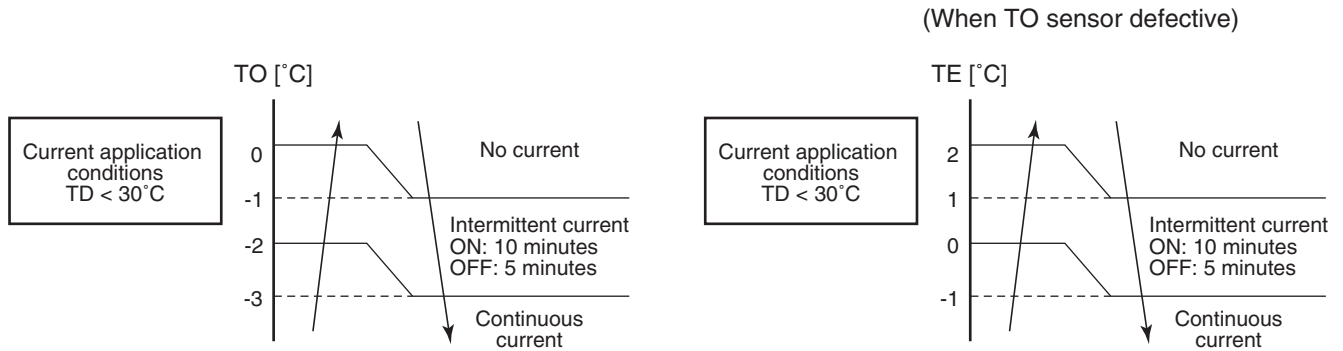 (When TO sensor defective)
TO [˚C]
Current application
conditions
TD < 30˚C
0
-1
-2
-3
No current
Intermittent current
ON: 10 minutes
OFF: 5 minutes
Continuous
current
TE [˚C]
Current application
conditions
TD < 30˚C
2
1
0
-1
No current
Intermittent current
ON: 10 minutes
OFF: 5 minutes
Continuous
current